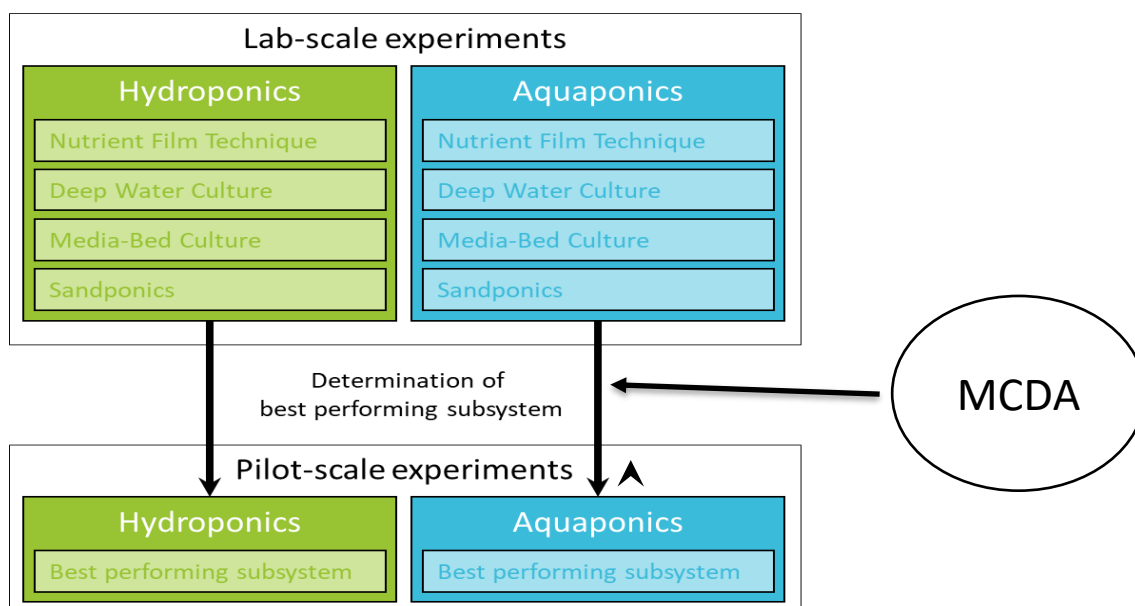 Lab-scale experiments
Hydroponics
Nutrient Film Technique
Deep Water Culture
Media-Bed Culture
Sandponics
Aquaponics
Nutrient Film Technique
Deep Water Culture
Media-Bed Culture
Sandponics
Determination of
best performing subsystem
MCDA
Pilot-scale experiments
Hydroponics
Best performing subsystem
Aquaponics
Best performing subsystem